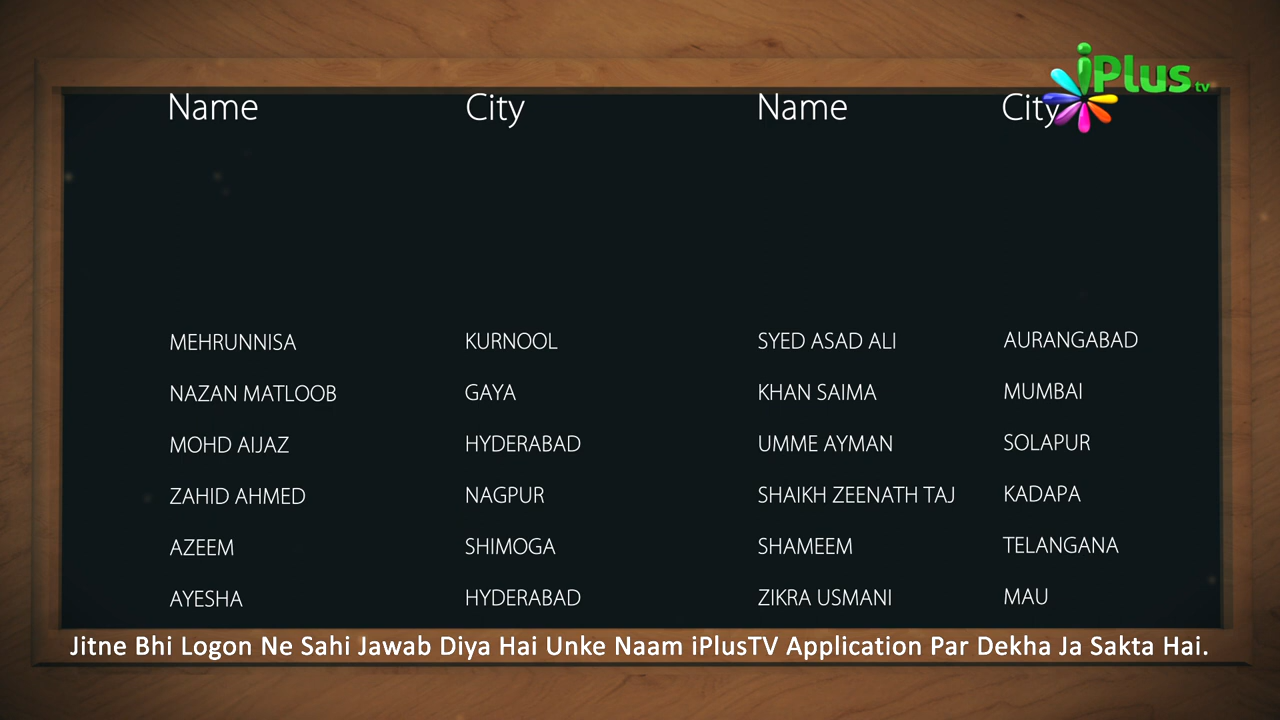 iPlus tv
Name City Name City
MEHRUNNISA KURNOOL SYED ASAD ALI AURANGABAD
NAZAN MATLOOB GAYA KHAN SAIMA MUMBAI
MOHD AIJAZ HYDERABAD UMME AYMAN SOLAPUR
ZAHID AHMED NAGPUR SHAIKH ZEENATH TAJ KADAPA
AZEEM SHIMOGA SHAMEEM TELANGANA
AYESHA HYDERABAD ZIKRA USMANI MAU
Jitne Bhi Logon Ne Sahi Jawab Diya Hai Unke Naam iPlusTV Application Par Dekha Ja Sakta Hai.